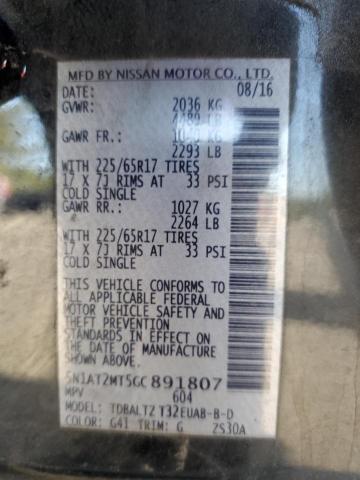 MFD BY NISSAN MOTOR CO., LTD.
DATE: 08/16
GVWR: 2036 KG
4489 LB
GAWR FR.: KG
2293 LB
WITH 225/65R17 TIRES
17 X 7J RIMS AT 33 PSI
COLD SINGLE
GAWR RR.: 1027 KG
2264 LB
WITH 225/65R17 TIRES
17 X 7J RIMS AT 33 PSI
COLD SINGLE
THIS VEHICLE CONFORMS TO
ALL APPLICABLE FEDERAL
MOTOR VEHICLE SAFETY AND
THEFT PREVENTION
STANDARDS IN EFFECT ON
THE DATE OF MANUFACTURE
SHOWN ABOVE.
5N1AT2MT5GC891807
MPV 604
MODEL: TDBALTZ T32EUAB-B-D
COLOR: G41 TRIM: G ZS30A